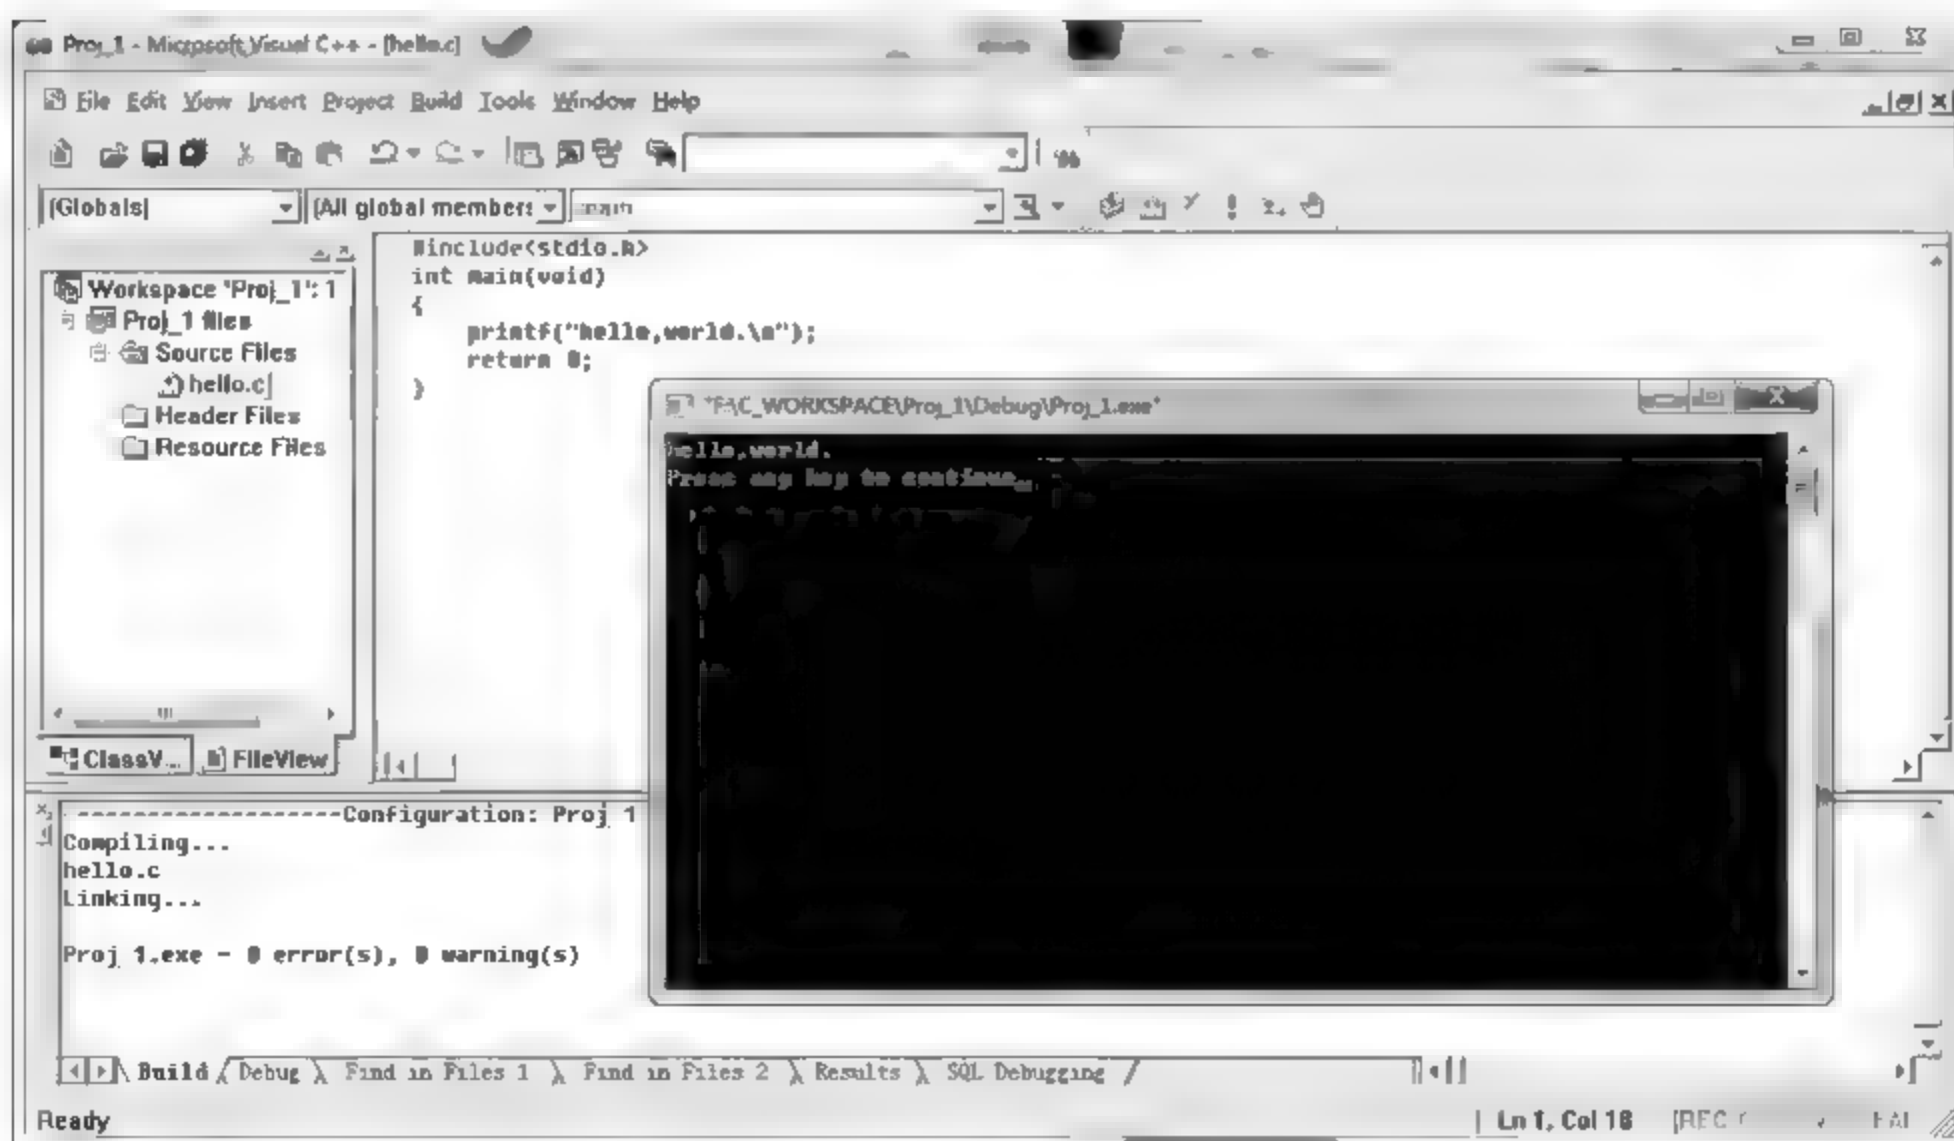 Proj_1 - Microsoft Visual C++ - [hello.c]
File Edit View Insert Project Build Tools Window Help
(Globals) (All global members main
Workspace 'Proj_1': 1
Proj_1 files
Source Files
hello.c
Header Files
Resource Files
ClassV... FileView
#include<stdio.h>
int main(void)
{
printf("hello,world.\n");
return 0;
}
"F:\C_WORKSPACE\Proj_1\Debug\Proj_1.exe"
hello,world.
Press any key to continue_
--------------------Configuration: Proj_1
Compiling...
hello.c
Linking...
Proj_1.exe - 0 error(s), 0 warning(s)
Build Debug Find in Files 1 Find in Files 2 Results SQL Debugging
Ready
Ln 1, Col 18 REC